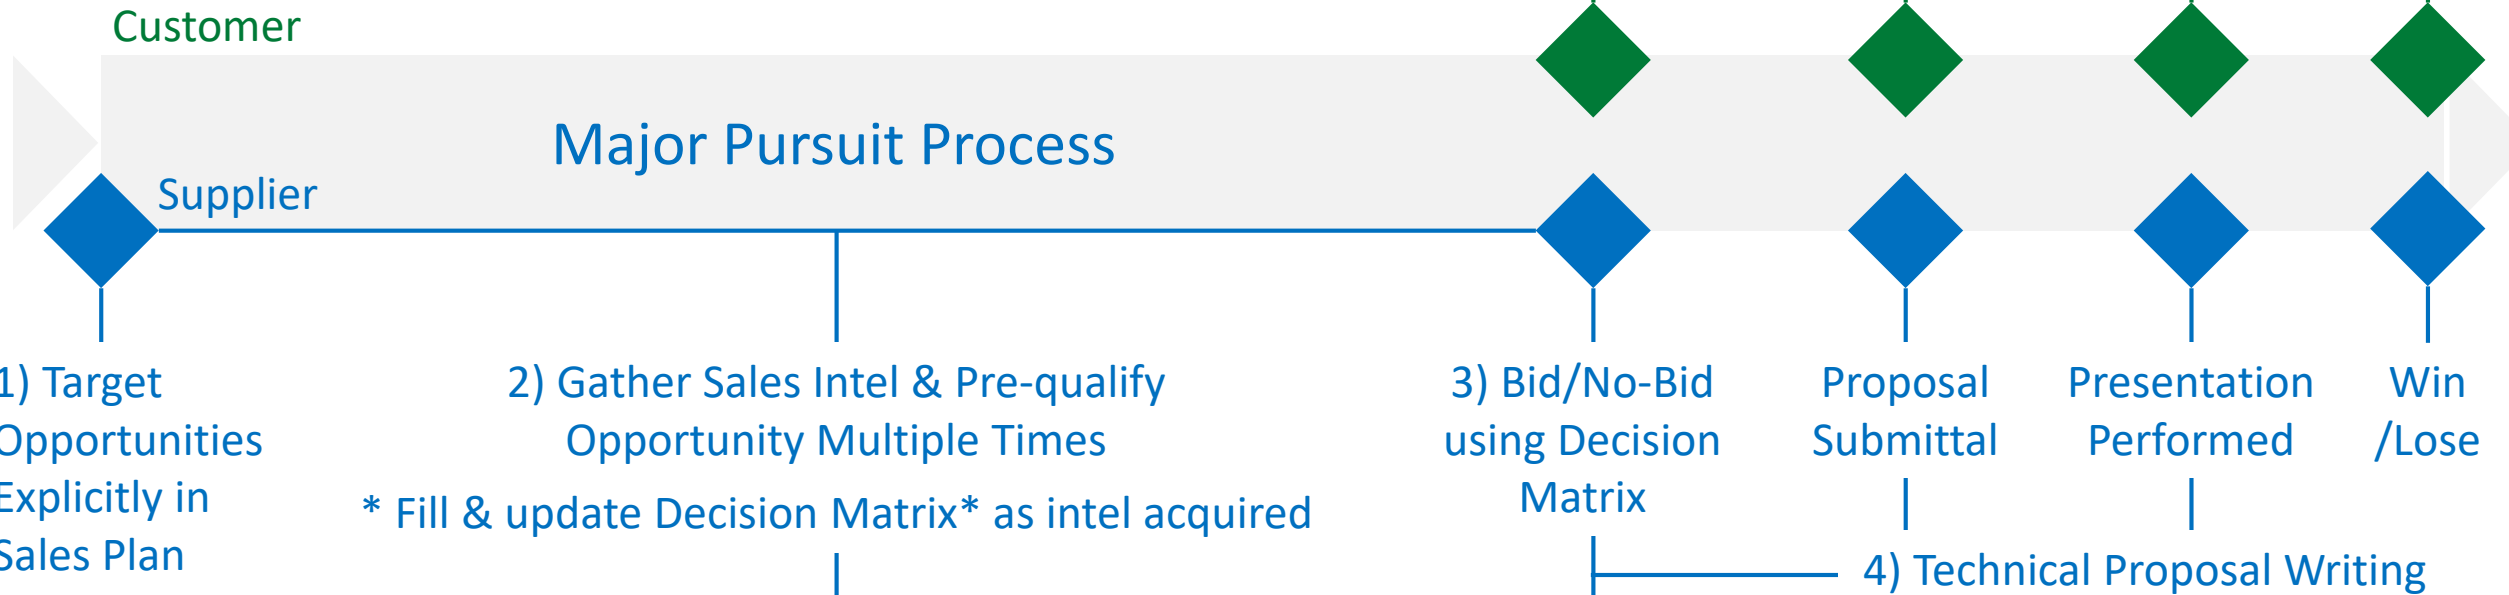 Customer
Major Pursuit Process
Supplier
1) Target
Opportunities
Explicitly in
Sales Plan
2) Gather Sales Intel & Pre-qualify
Opportunity Multiple Times
* Fill & update Decision Matrix* as intel acquired
3) Bid/No-Bid
using Decision
Matrix
Proposal
Submittal
Presentation
Performed
Win
/Lose
4) Technical Proposal Writing